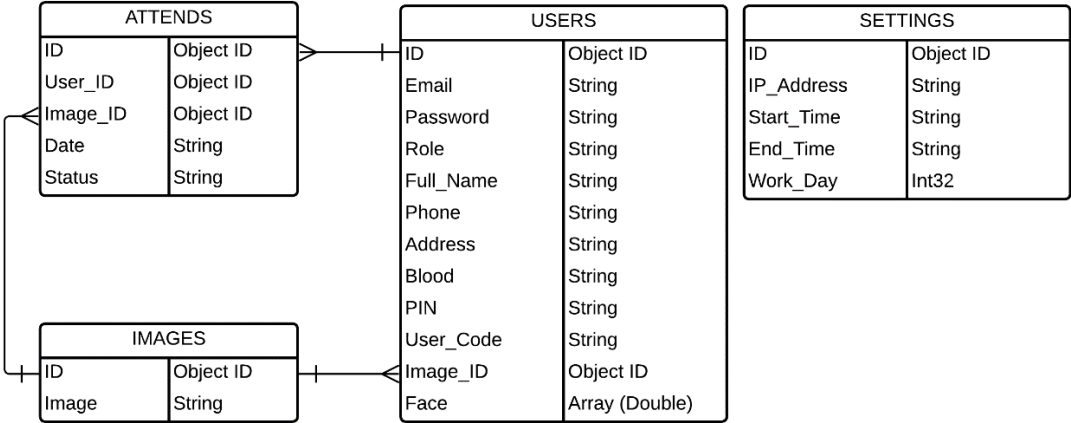 ATTENDS
ID Object ID
User_ID Object ID
Image_ID Object ID
Date String
Status String
USERS
ID Object ID
Email String
Password String
Role String
Full_Name String
Phone String
Address String
Blood String
PIN String
User_Code String
Image_ID Object ID
Face Array (Double)
SETTINGS
ID Object ID
IP_Address String
Start_Time String
End_Time String
Work_Day Int32
IMAGES
ID Object ID
Image String